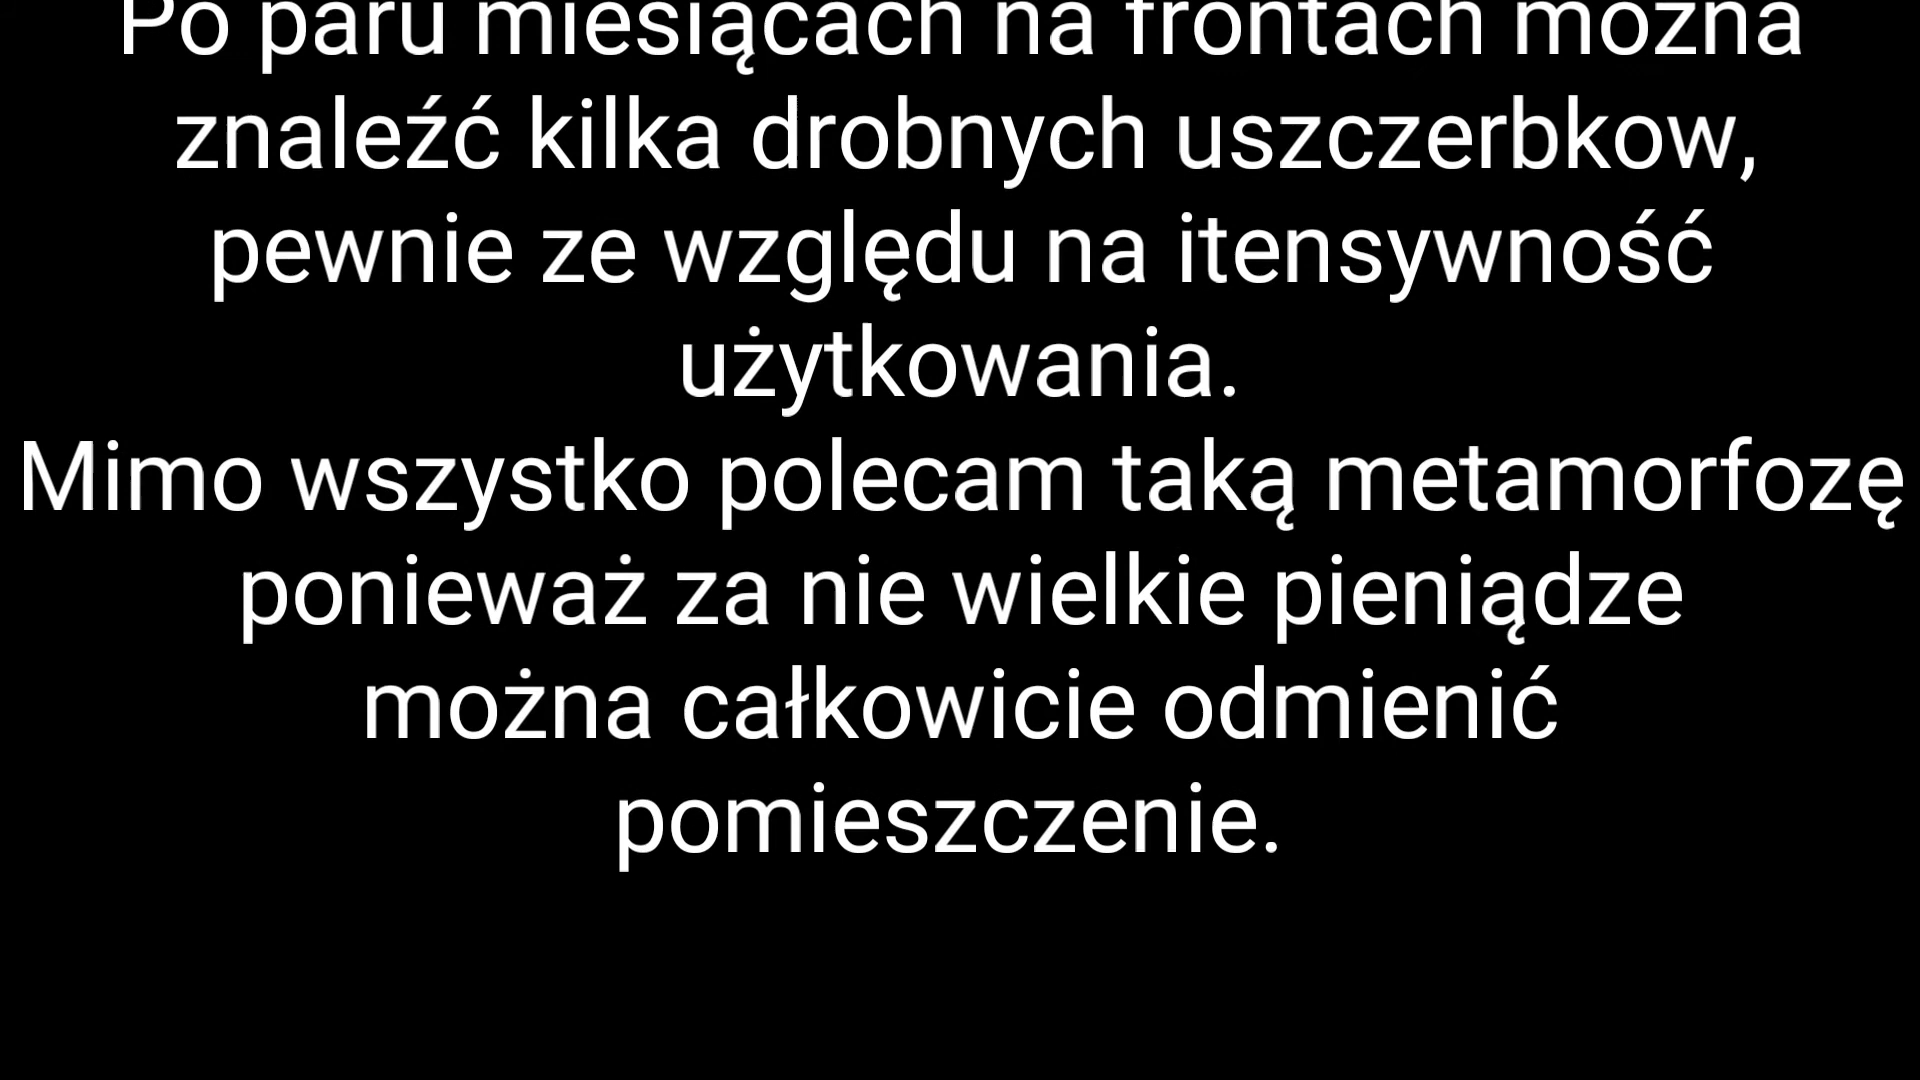 Po paru miesiącach na frontach można
znaleźć kilka drobnych uszczerbkow,
pewnie ze względu na itensywność
użytkowania.
Mimo wszystko polecam taką metamorfozę
ponieważ za nie wielkie pieniądze
można całkowicie odmienić
pomieszczenie.